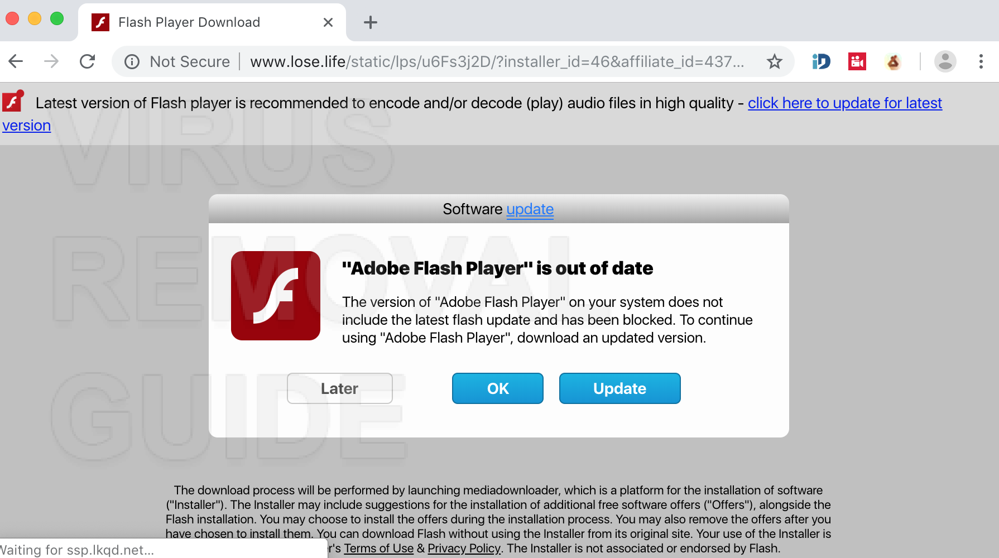 Flash Player Download
Not Secure www.lose.life/static/lps/u6Fs3j2D/?installer_id=46&affiliate_id=437...
iD
Latest version of Flash player is recommended to encode and/or decode (play) audio files in high quality - click here to update for latest
version
VIRUS
REMOVAL
GUIDE
Software update
"Adobe Flash Player" is out of date
The version of "Adobe Flash Player" on your system does not
include the latest flash update and has been blocked. To continue
using "Adobe Flash Player", download an updated version.
Later OK Update
The download process will be performed by launching mediadownloader, which is a platform for the installation of software
("Installer"). The Installer may include suggestions for the installation of additional free software offers ("Offers"), alongside the
Flash installation. You may choose to install the offers during the installation process. You may also remove the offers after you
have chosen to install them. You can download Flash without using the Installer from its original site. Your use of the Installer is
r's Terms of Use & Privacy Policy. The Installer is not associated or endorsed by Flash.
Waiting for ssp.lkqd.net...